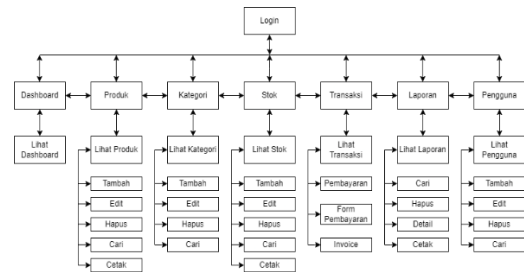 Login
Dashboard
Produk
Kategori
Stok
Transaksi
Laporan
Pengguna
Lihat
Dashboard
Lihat Produk
Lihat Kategori
Lihat Stok
Lihat
Transaksi
Lihat Laporan
Lihat
Pengguna
Tambah
Edit
Hapus
Cari
Cetak
Tambah
Edit
Hapus
Cari
Tambah
Edit
Hapus
Cari
Cetak
Pembayaran
Form
Pembayaran
Invoice
Cari
Hapus
Detail
Cetak
Tambah
Edit
Hapus
Cari